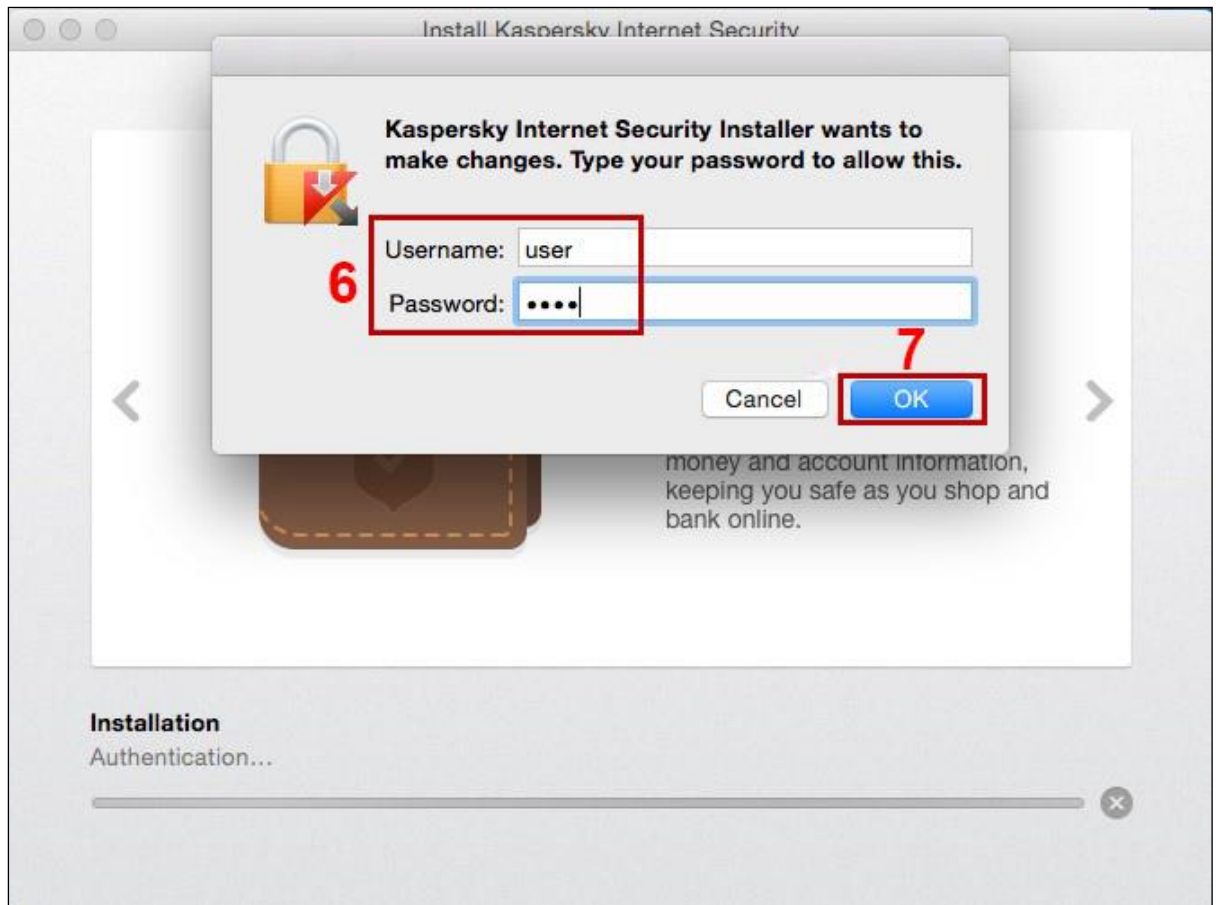 Install Kaspersky Internet Security
Kaspersky Internet Security Installer wants to
make changes. Type your password to allow this.
6
Username: user
Password: ••••
7
Cancel OK
money and account information,
keeping you safe as you shop and
bank online.
Installation
Authentication...